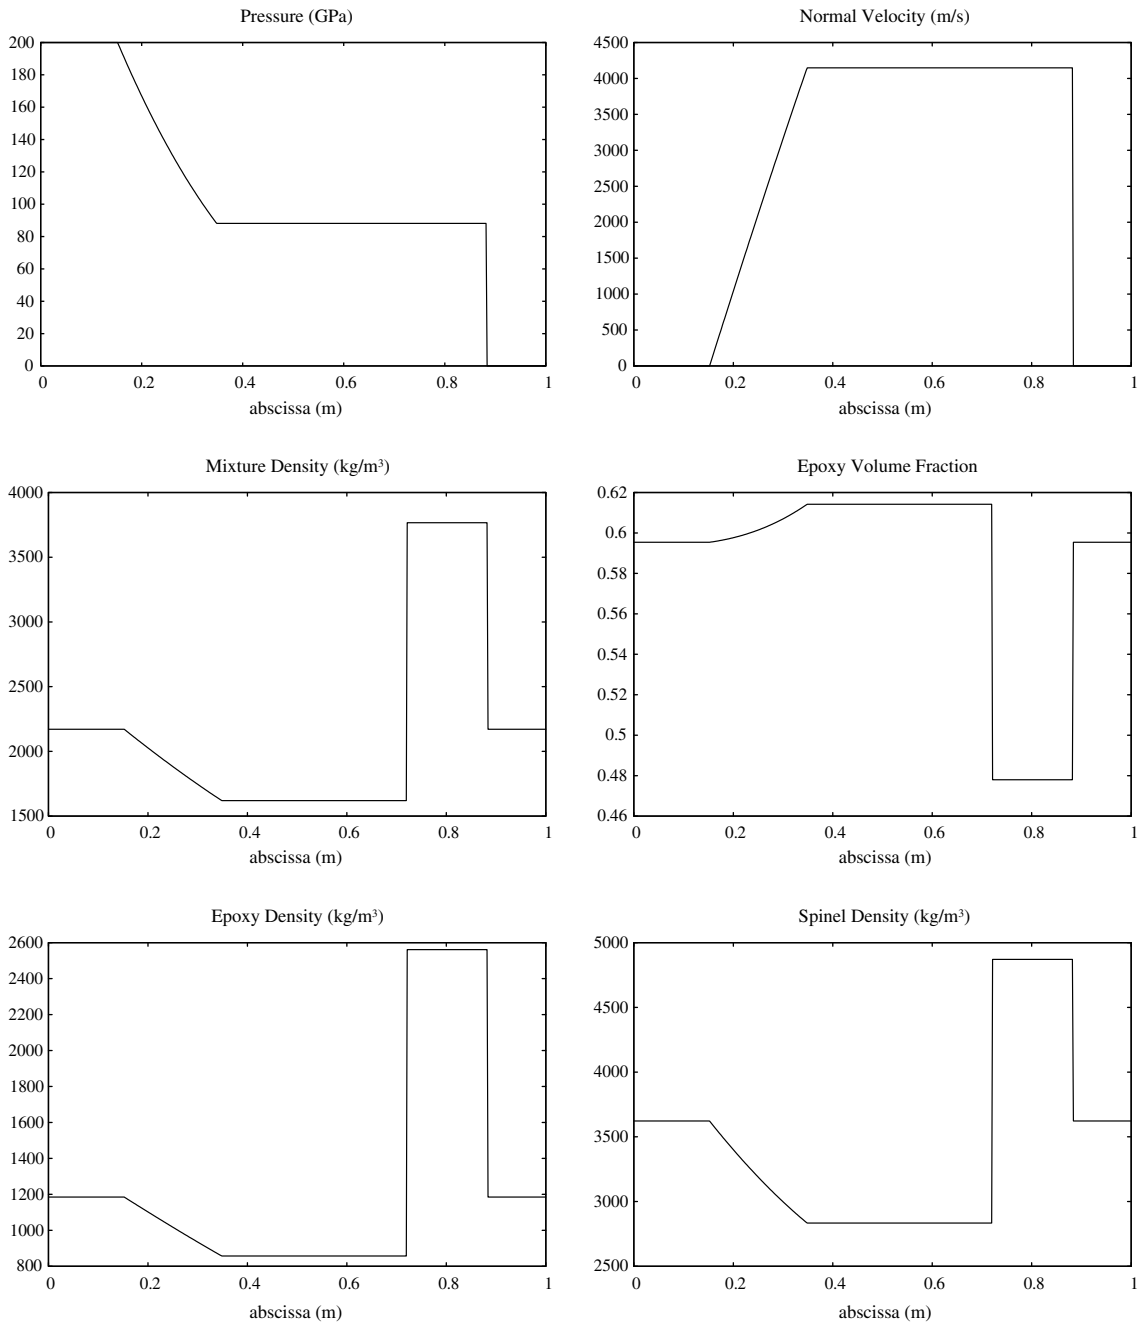 Pressure (GPa)
200
180
160
140
120
100
80
60
40
20
0
0 0.2 0.4 0.6 0.8 1
abscissa (m)
Normal Velocity (m/s)
4500
4000
3500
3000
2500
2000
1500
1000
500
0
0 0.2 0.4 0.6 0.8 1
abscissa (m)
Mixture Density (kg/m³)
4000
3500
3000
2500
2000
1500
0 0.2 0.4 0.6 0.8 1
abscissa (m)
Epoxy Volume Fraction
0.62
0.6
0.58
0.56
0.54
0.52
0.5
0.48
0.46
0 0.2 0.4 0.6 0.8 1
abscissa (m)
Epoxy Density (kg/m³)
2600
2400
2200
2000
1800
1600
1400
1200
1000
800
0 0.2 0.4 0.6 0.8 1
abscissa (m)
Spinel Density (kg/m³)
5000
4500
4000
3500
3000
2500
0 0.2 0.4 0.6 0.8 1
abscissa (m)